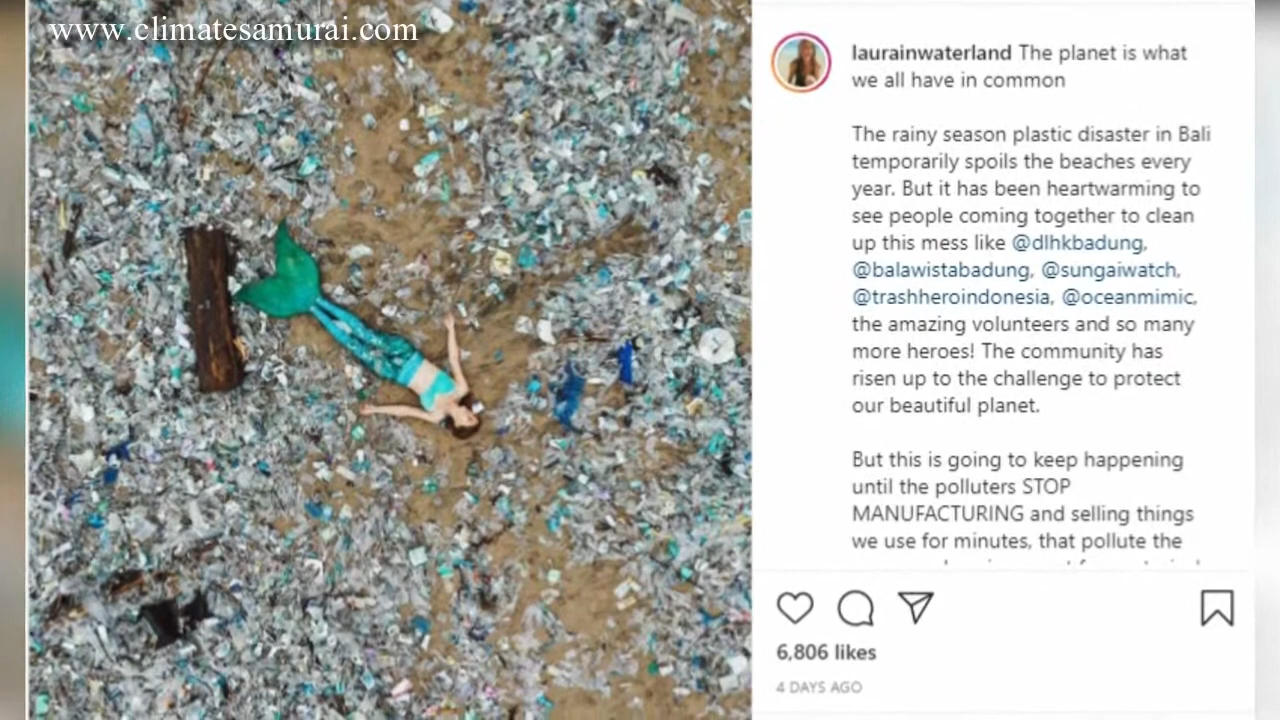 www.climatesamurai.com
laurainwaterland The planet is what
we all have in common
The rainy season plastic disaster in Bali
temporarily spoils the beaches every
year. But it has been heartwarming to
see people coming together to clean
up this mess like @dlhkbadung,
@balawistabadung, @sungaiwatch,
@trashheroindonesia, @oceanmimic,
the amazing volunteers and so many
more heroes! The community has
risen up to the challenge to protect
our beautiful planet.
But this is going to keep happening
until the polluters STOP
MANUFACTURING and selling things
we use for minutes, that pollute the
6,806 likes
4 DAYS AGO